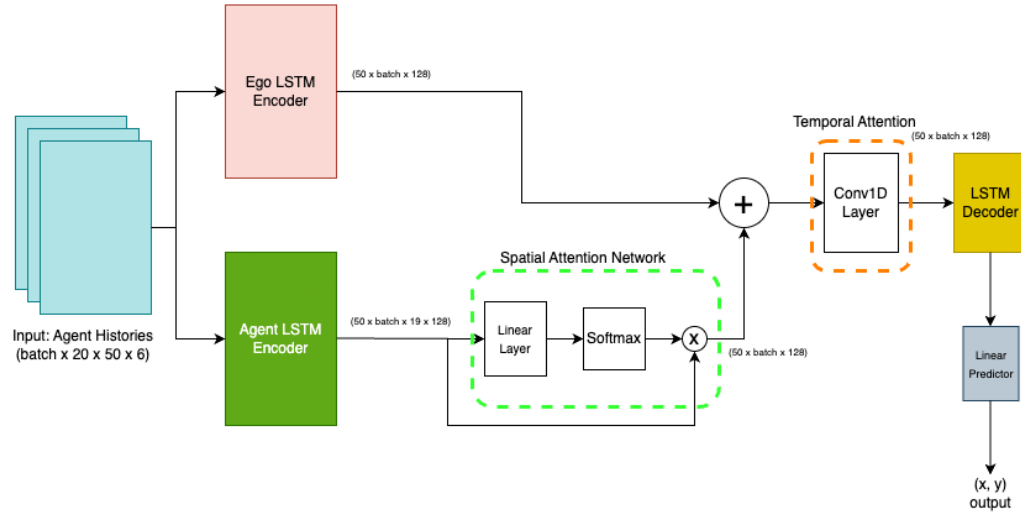 Ego LSTM
Encoder
(50 x batch x 128)
Temporal Attention
(50 x batch x 128)
Conv1D
Layer
LSTM
Decoder
+
Input: Agent Histories
(batch x 20 x 50 x 6)
Agent LSTM
Encoder
(50 x batch x 19 x 128)
Spatial Attention Network
Linear
Layer
Softmax
X
(50 x batch x 128)
Linear
Predictor
(x, y)
output